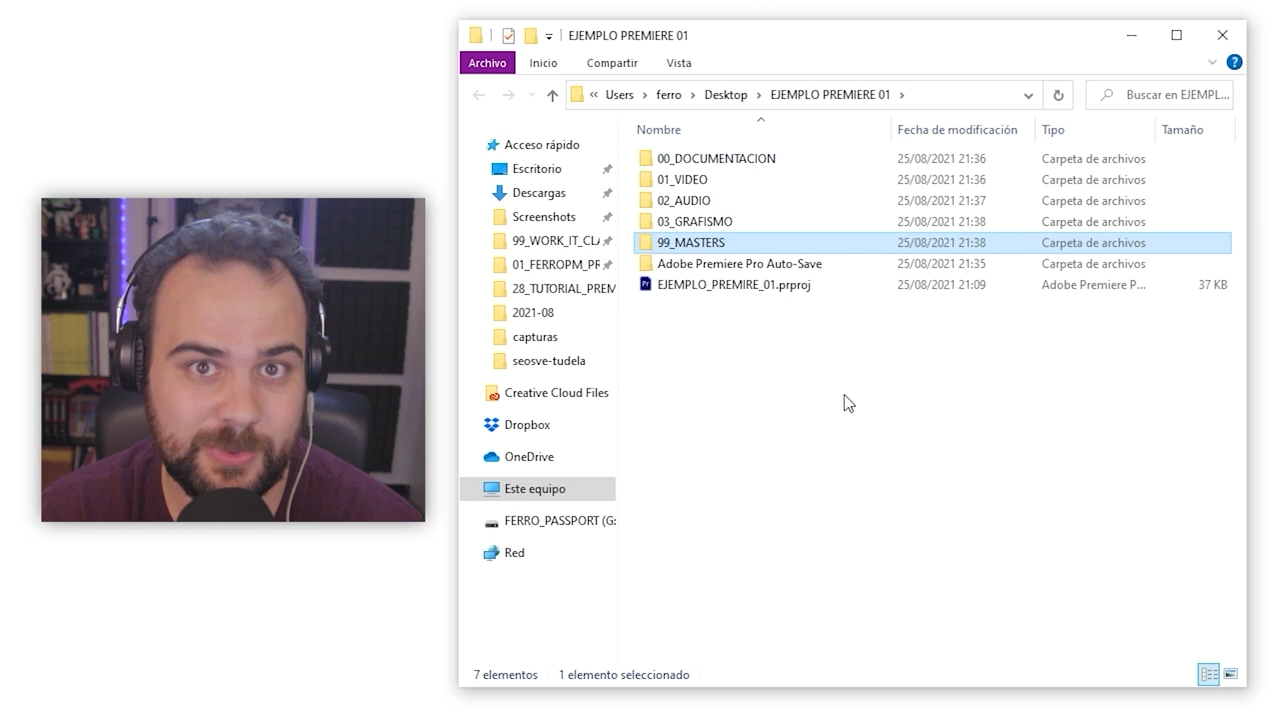 EJEMPLO PREMIERE 01
Archivo Inicio Compartir Vista
« Users > ferro > Desktop > EJEMPLO PREMIERE 01 > Buscar en EJEMPL...
Nombre Fecha de modificación Tipo Tamaño
Acceso rápido
Escritorio
Descargas
Screenshots
99_WORK_IT_CL
01_FERROPM_PR
28_TUTORIAL_PREM
2021-08
capturas
seosve-tudela
Creative Cloud Files
Dropbox
OneDrive
Este equipo
FERRO_PASSPORT (G:
Red
00_DOCUMENTACION 25/08/2021 21:36 Carpeta de archivos
01_VIDEO 25/08/2021 21:36 Carpeta de archivos
02_AUDIO 25/08/2021 21:37 Carpeta de archivos
03_GRAFISMO 25/08/2021 21:38 Carpeta de archivos
99_MASTERS 25/08/2021 21:38 Carpeta de archivos
Adobe Premiere Pro Auto-Save 25/08/2021 21:35 Carpeta de archivos
EJEMPLO_PREMIRE_01.prproj 25/08/2021 21:09 Adobe Premiere P... 37 KB
7 elementos 1 elemento seleccionado